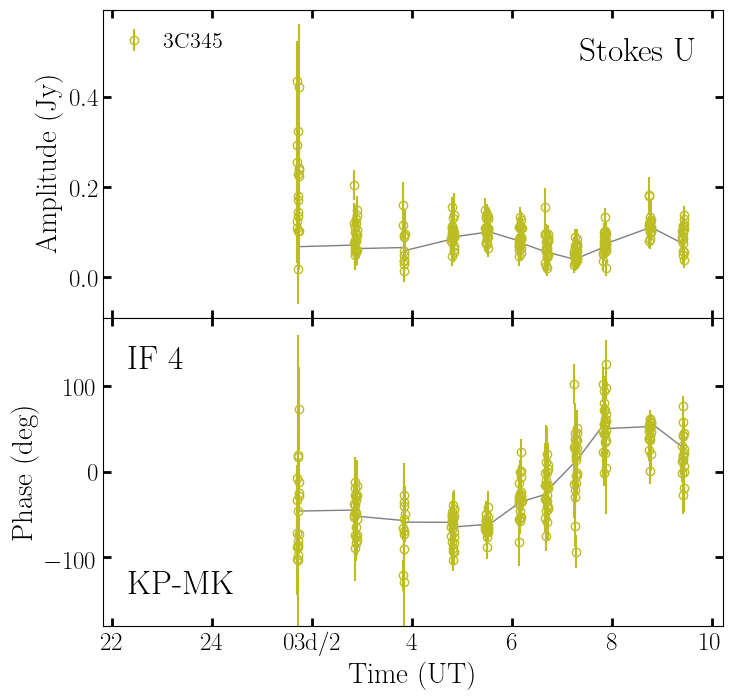 3C345
Stokes U
Amplitude (Jy)
0.4
0.2
0.0
IF 4
Phase (deg)
100
0
−100
KP-MK
22 24 03d/2 4 6 8 10
Time (UT)